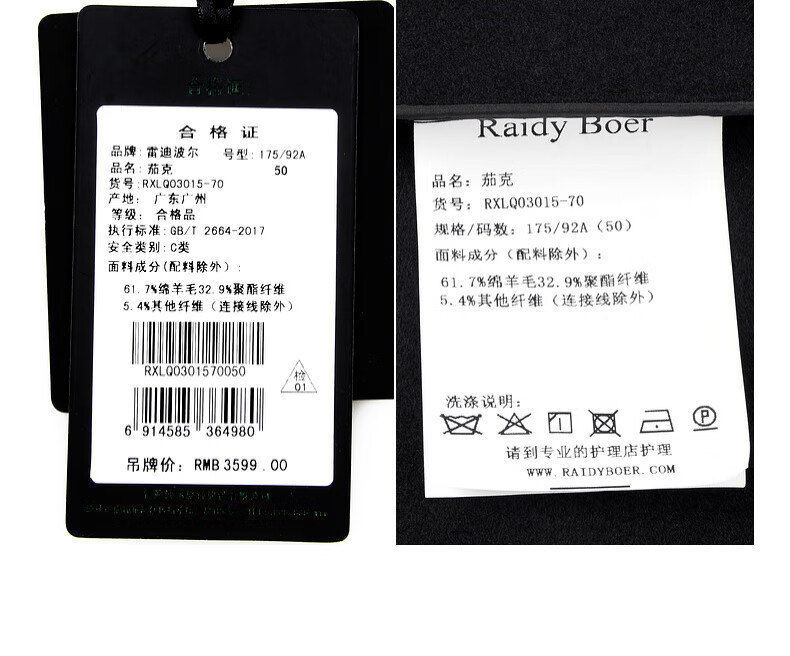 合格证
合格证
品牌:雷迪波尔 号型:175/92A
品名:茄克 50
货号:RXLQ03015-70
产地: 广东广州
等级: 合格品
执行标准:GB/T 2664-2017
安全类别:C类
面料成分(配料除外):
61.7%绵羊毛32.9%聚酯纤维
5.4%其他纤维(连接线除外)
RXLQ0301570050
检
01
6 914585 364980
吊牌价: RMB3599.00
Raidy Boer
品名: 茄克
货号: RXLQ03015-70
规格/码数: 175/92A(50)
面料成分(配料除外):
61.7%绵羊毛32.9%聚酯纤维
5.4%其他纤维(连接线除外)
洗涤说明:
P
请到专业的护理店护理
WWW.RAIDYBOER.COM